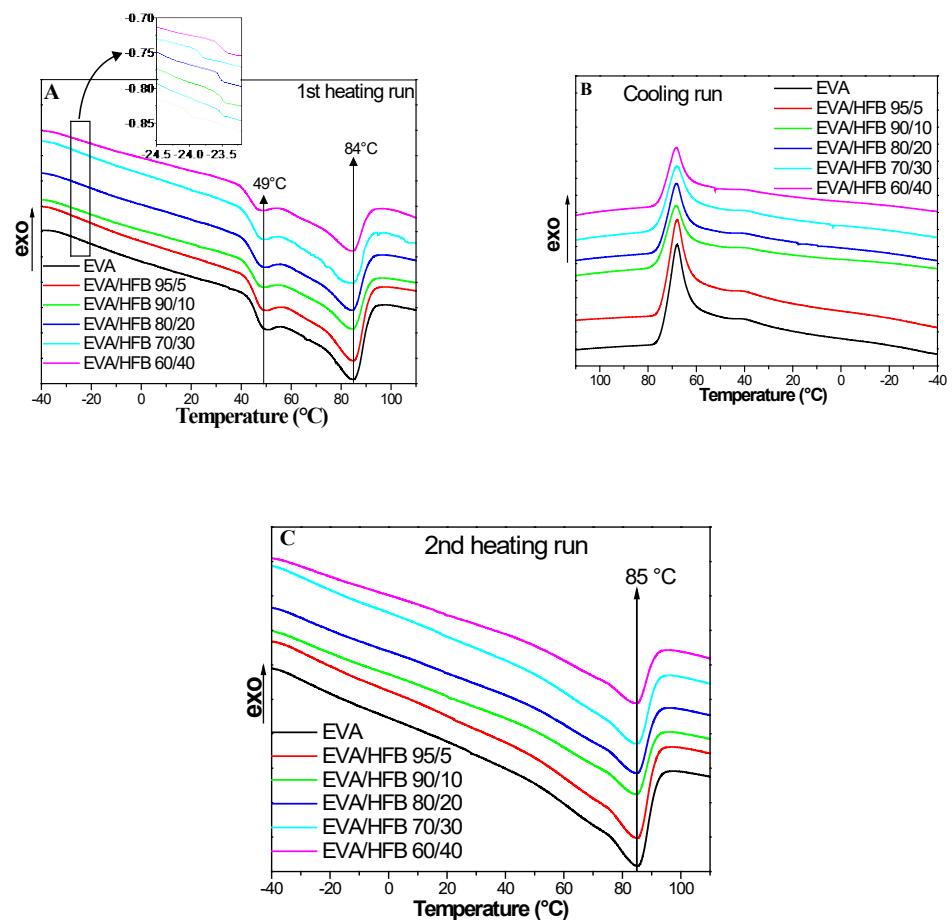 -0.70
-0.75
-0.80
-0.85
-24.5 -24.0 -23.5
A
1st heating run
49°C
84°C
exo
EVA
EVA/HFB 95/5
EVA/HFB 90/10
EVA/HFB 80/20
EVA/HFB 70/30
EVA/HFB 60/40
-40 -20 0 20 40 60 80 100
Temperature (°C)
B
Cooling run
EVA
EVA/HFB 95/5
EVA/HFB 90/10
EVA/HFB 80/20
EVA/HFB 70/30
EVA/HFB 60/40
exo
100 80 60 40 20 0 -20 -40
Temperature (°C)
C
2nd heating run
85 °C
exo
EVA
EVA/HFB 95/5
EVA/HFB 90/10
EVA/HFB 80/20
EVA/HFB 70/30
EVA/HFB 60/40
-40 -20 0 20 40 60 80 100
Temperature (°C)